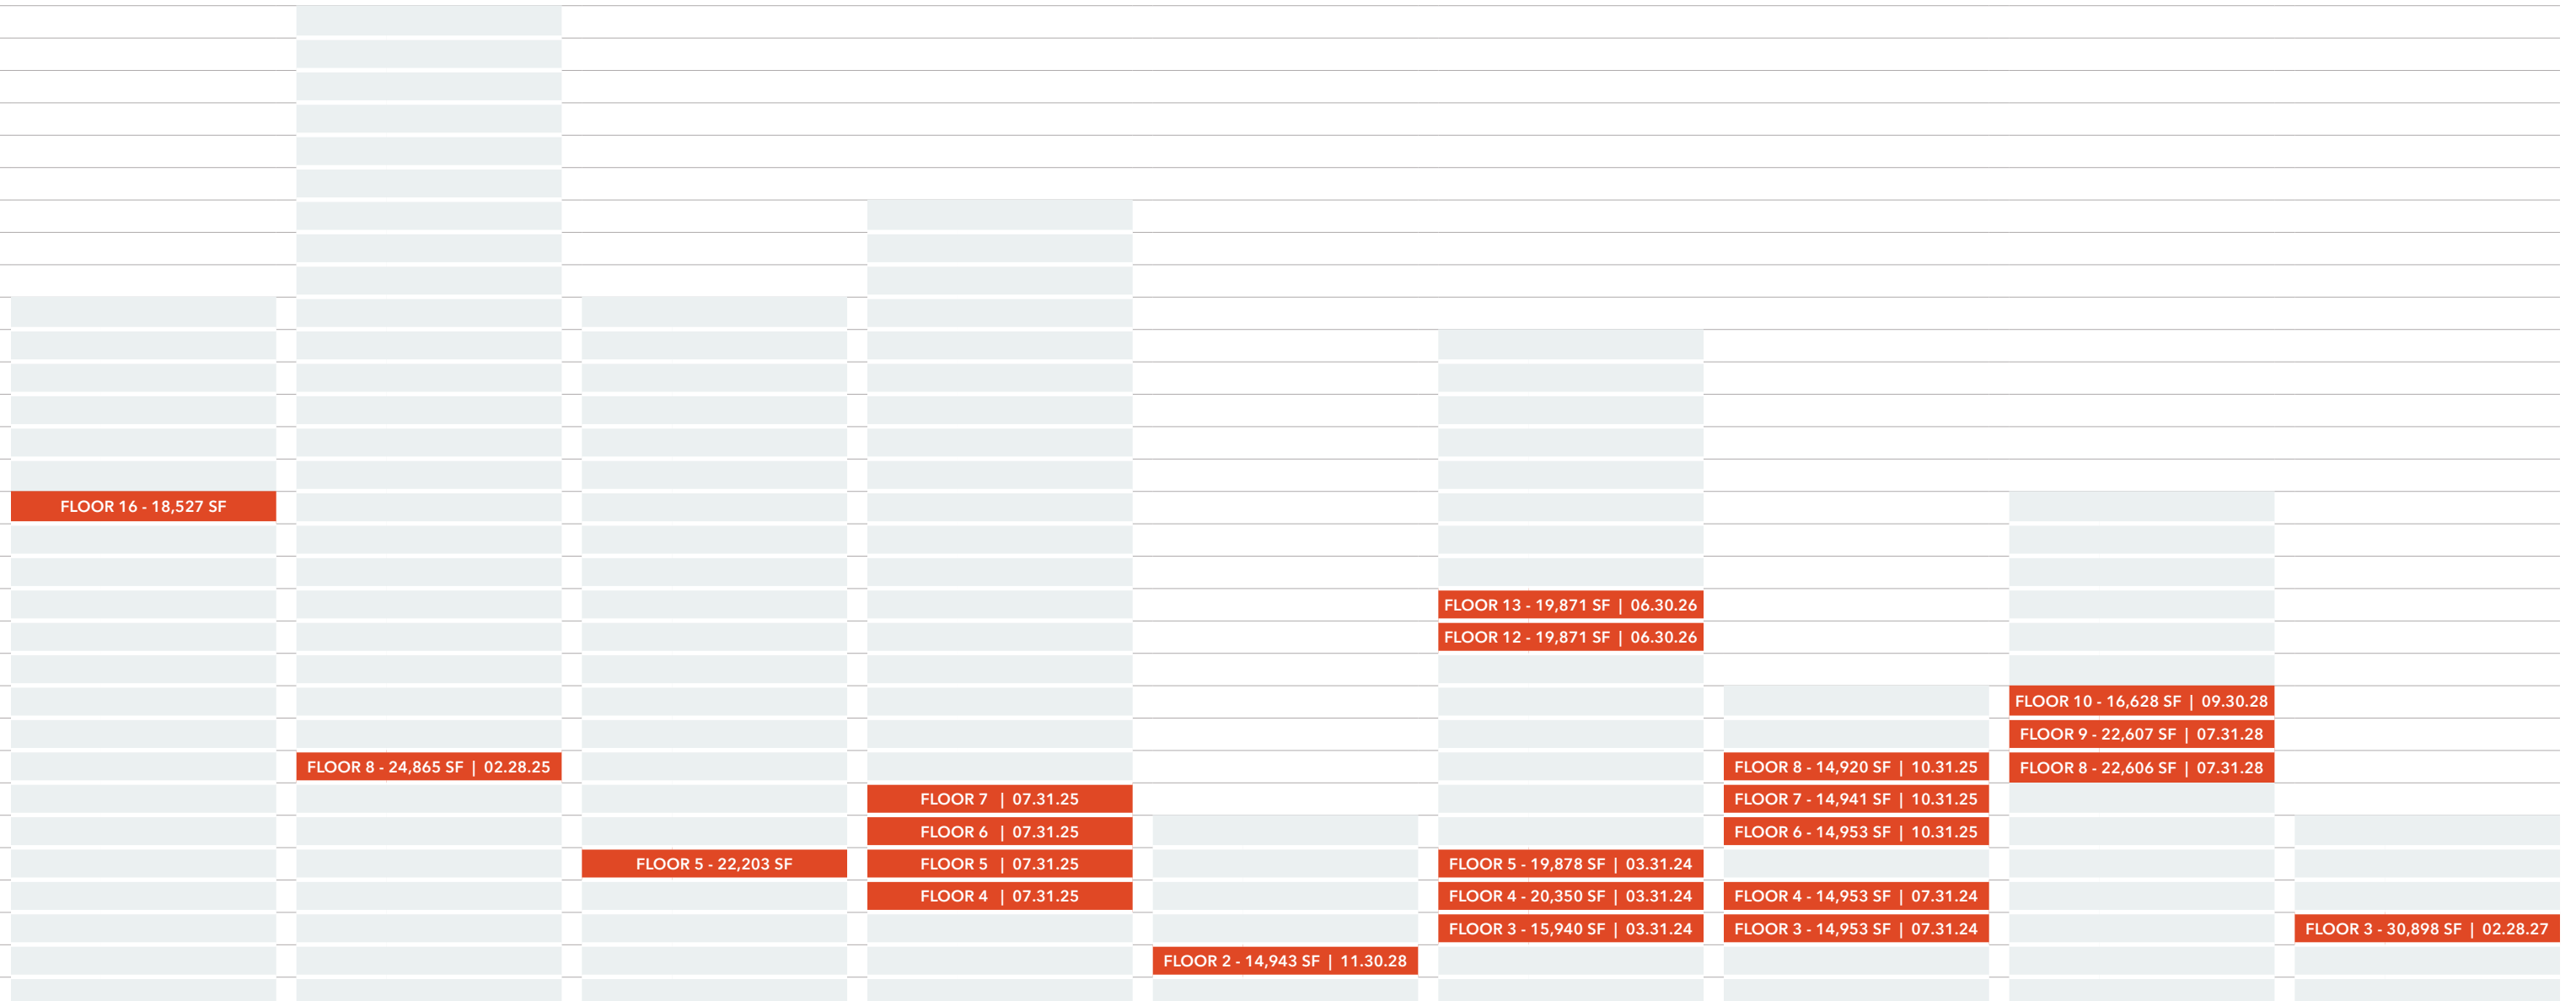 FLOOR 16 - 18,527 SF
FLOOR 8 - 24,865 SF | 02.28.25
FLOOR 5 - 22,203 SF
FLOOR 7 | 07.31.25
FLOOR 6 | 07.31.25
FLOOR 5 | 07.31.25
FLOOR 4 | 07.31.25
FLOOR 2 - 14,943 SF | 11.30.28
FLOOR 13 - 19,871 SF | 06.30.26
FLOOR 12 - 19,871 SF | 06.30.26
FLOOR 5 - 19,878 SF | 03.31.24
FLOOR 4 - 20,350 SF | 03.31.24
FLOOR 3 - 15,940 SF | 03.31.24
FLOOR 8 - 14,920 SF | 10.31.25
FLOOR 7 - 14,941 SF | 10.31.25
FLOOR 6 - 14,953 SF | 10.31.25
FLOOR 4 - 14,953 SF | 07.31.24
FLOOR 3 - 14,953 SF | 07.31.24
FLOOR 10 - 16,628 SF | 09.30.28
FLOOR 9 - 22,607 SF | 07.31.28
FLOOR 8 - 22,606 SF | 07.31.28
FLOOR 3 - 30,898 SF | 02.28.27